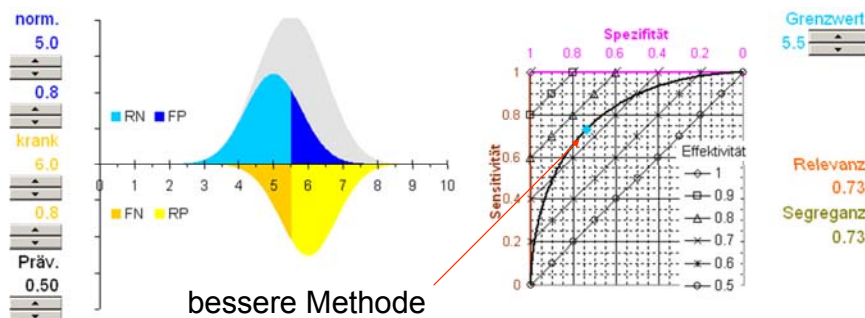 norm.
5.0
0.8
krank
6.0
0.8
Präv.
0.50
RN FP
0 1 2 3 4 5 6 7 8 9 10
FN RP
bessere Methode
Spezifität
1 0.8 0.6 0.4 0.2 0
Sensitivität
1
0.8
0.6
0.4
0.2
0
Effektivität
1
0.9
0.8
0.7
0.6
0.5
Grenzwert
5.5
Relevanz
0.73
Segreganz
0.73